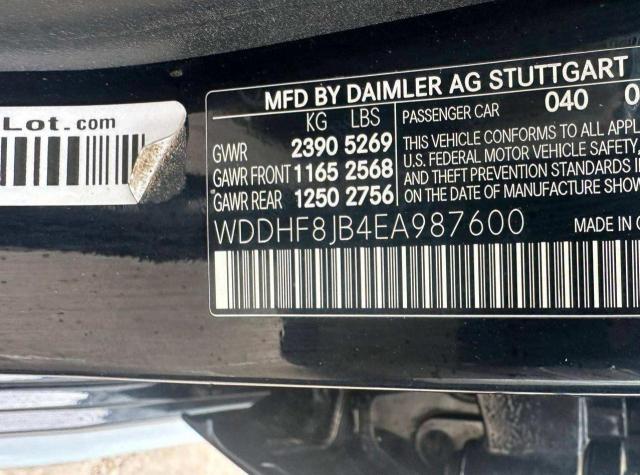 Lot.com
MFD BY DAIMLER AG STUTTGART
KG LBS
PASSENGER CAR 040
GVWR 2390 5269
GAWR FRONT 1165 2568
GAWR REAR 1250 2756
THIS VEHICLE CONFORMS TO ALL APPL
U.S. FEDERAL MOTOR VEHICLE SAFETY,
AND THEFT PREVENTION STANDARDS
ON THE DATE OF MANUFACTURE SHOW
WDDHF8JB4EA987600
MADE IN